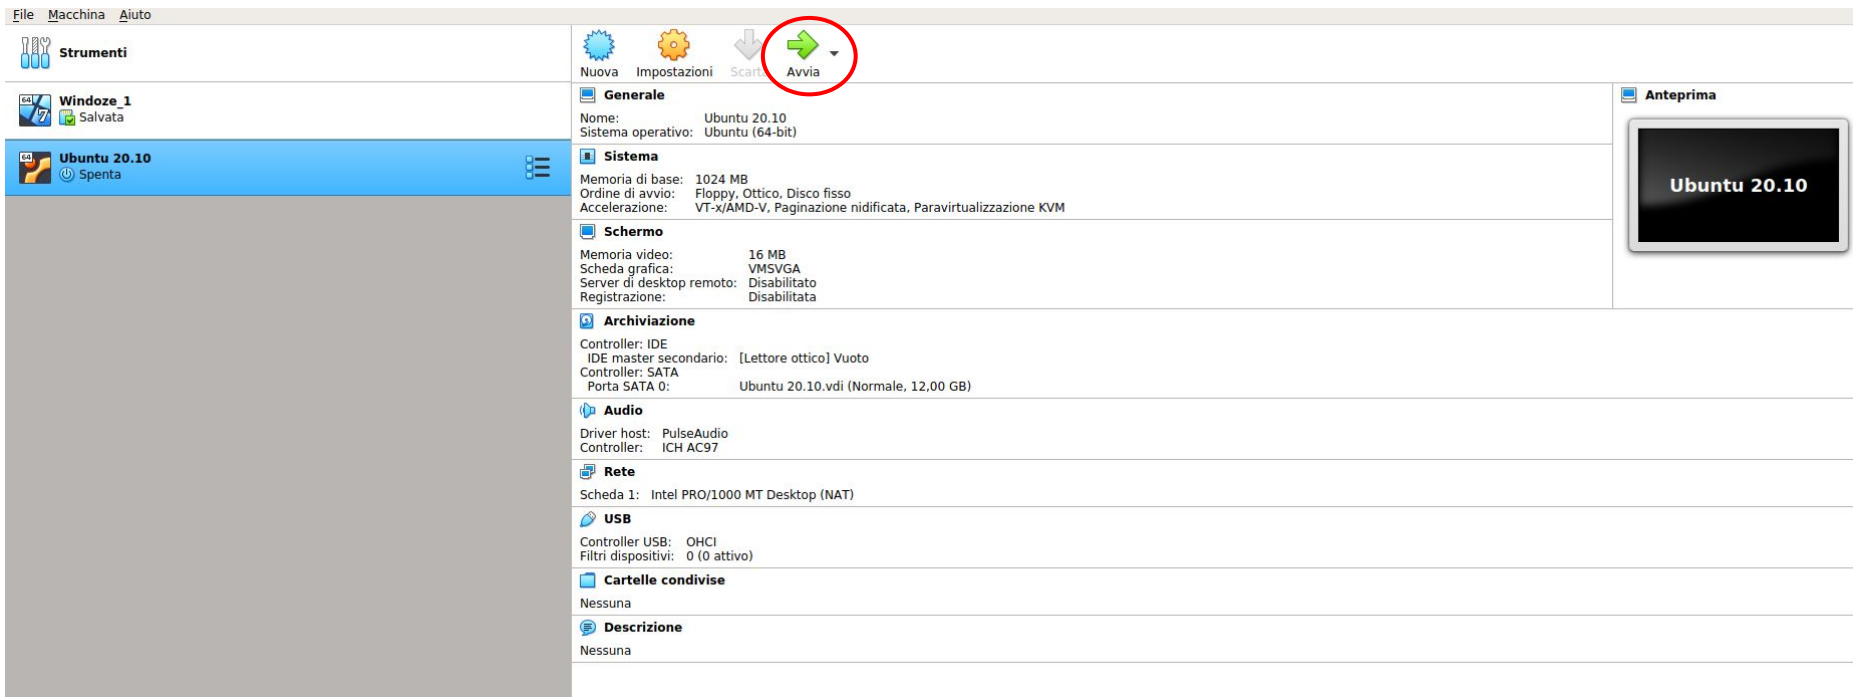 File Macchina Aiuto
Strumenti
Windoze_1
Salvata
Ubuntu 20.10
Spenta
Nuova Impostazioni Scarta Avvia
Generale
Nome: Ubuntu 20.10
Sistema operativo: Ubuntu (64-bit)
Sistema
Memoria di base: 1024 MB
Ordine di avvio: Floppy, Ottico, Disco fisso
Accelerazione: VT-x/AMD-V, Paginazione nidificata, Paravirtualizzazione KVM
Schermo
Memoria video: 16 MB
Scheda grafica: VMSVGA
Server di desktop remoto: Disabilitato
Registrazione: Disabilitata
Anteprima
Ubuntu 20.10
Archiviazione
Controller: IDE
IDE master secondario: [Lettore ottico] Vuoto
Controller: SATA
Porta SATA 0: Ubuntu 20.10.vdi (Normale, 12,00 GB)
Audio
Driver host: PulseAudio
Controller: ICH AC97
Rete
Scheda 1: Intel PRO/1000 MT Desktop (NAT)
USB
Controller USB: OHCI
Filtri dispositivi: 0 (0 attivo)
Cartelle condivise
Nessuna
Descrizione
Nessuna